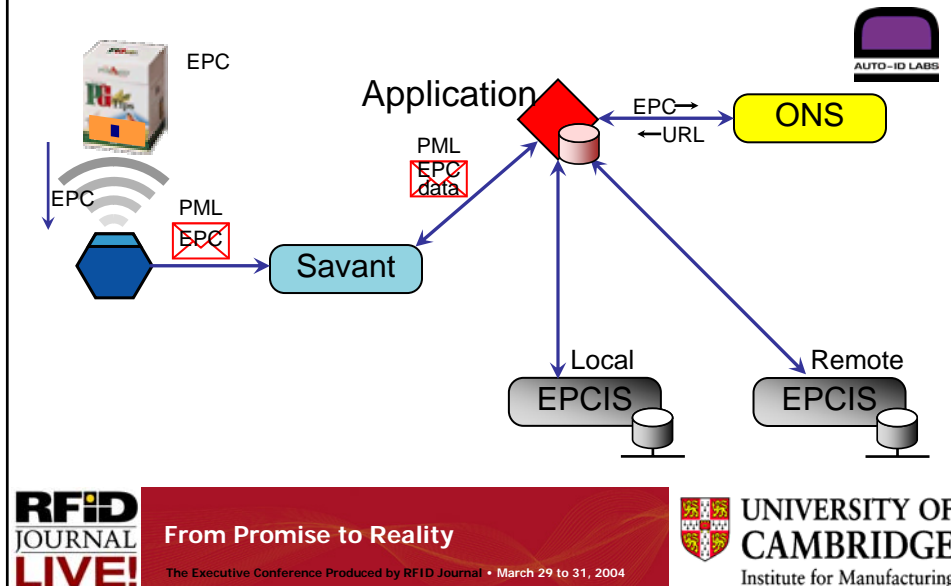 EPC
AUTO-ID LABS
Application
EPC→
←URL
ONS
PML
EPC
data
EPC
PML
EPC
Savant
Local
EPCIS
Remote
EPCIS
RFiD
JOURNAL
LIVE!
From Promise to Reality
The Executive Conference Produced by RFID Journal • March 29 to 31, 2004
UNIVERSITY OF
CAMBRIDGE
Institute for Manufacturing